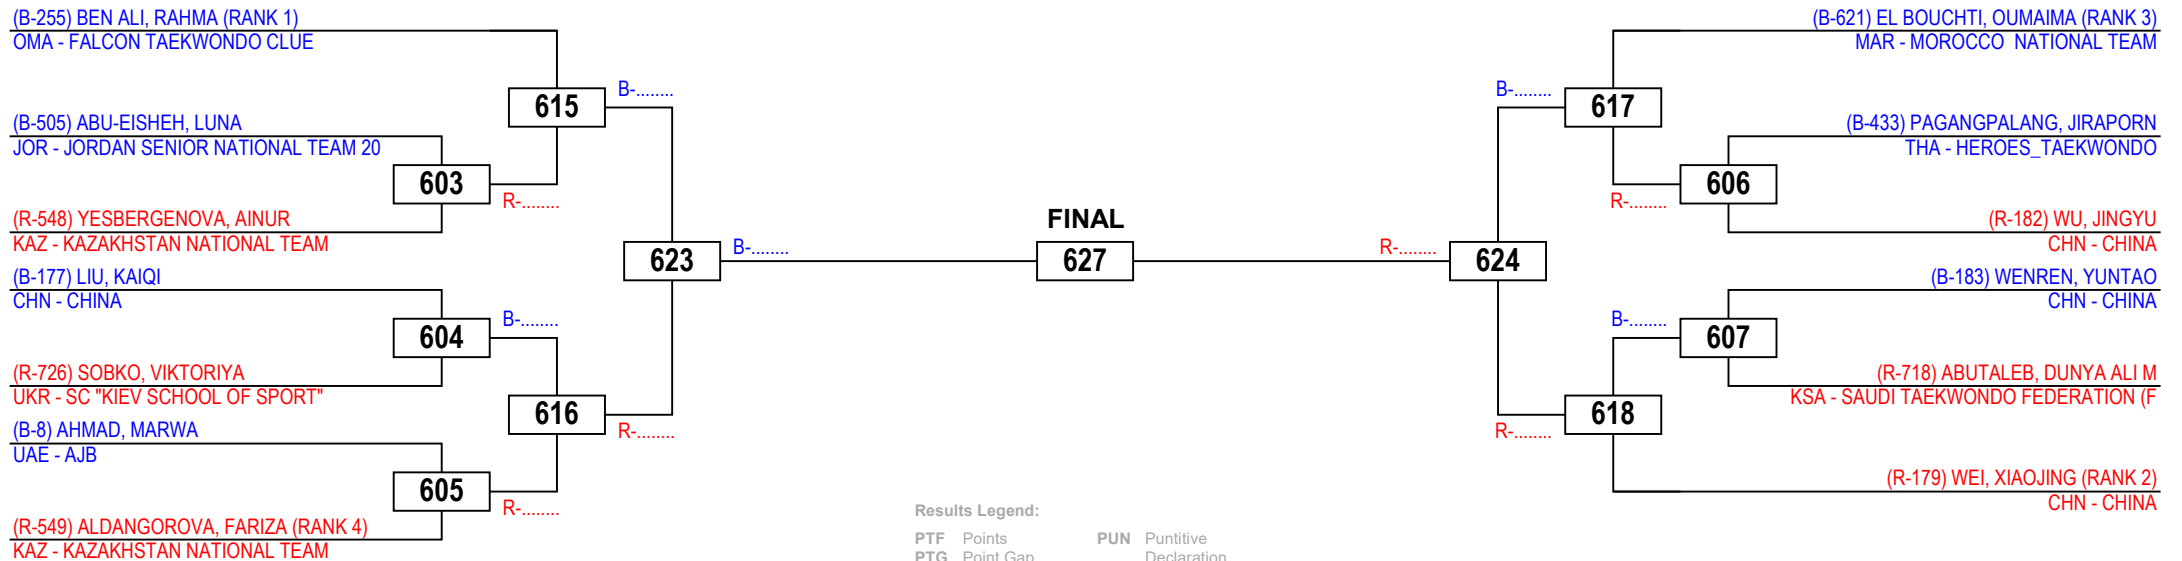 (B-255) BEN ALI, RAHMA (RANK 1)
OMA - FALCON TAEKWONDO CLUE
(B-505) ABU-EISHEH, LUNA
JOR - JORDAN SENIOR NATIONAL TEAM 20
(R-548) YESBERGENOVA, AINUR
KAZ - KAZAKHSTAN NATIONAL TEAM
(B-177) LIU, KAIQI
CHN - CHINA
(R-726) SOBKO, VIKTORIYA
UKR - SC "KIEV SCHOOL OF SPORT"
(B-8) AHMAD, MARWA
UAE - AJB
(R-549) ALDANGOROVA, FARIZA (RANK 4)
KAZ - KAZAKHSTAN NATIONAL TEAM
603
R-........
604
B-........
605
R-........
615
B-........
616
R-........
623
B-........
FINAL
627
R-........
624
B-........
617
R-........
618
R-........
606
B-........
607
(B-621) EL BOUCHTI, OUMAIMA (RANK 3)
MAR - MOROCCO  NATIONAL TEAM
(B-433) PAGANGPALANG, JIRAPORN
THA - HEROES_TAEKWONDO
(R-182) WU, JINGYU
CHN - CHINA
(B-183) WENREN, YUNTAO
CHN - CHINA
(R-718) ABUTALEB, DUNYA ALI M
KSA - SAUDI TAEKWONDO FEDERATION (F
(R-179) WEI, XIAOJING (RANK 2)
CHN - CHINA
Results Legend:
PTF Points
PTG Point Gap
PUN Puntitive
Declaration